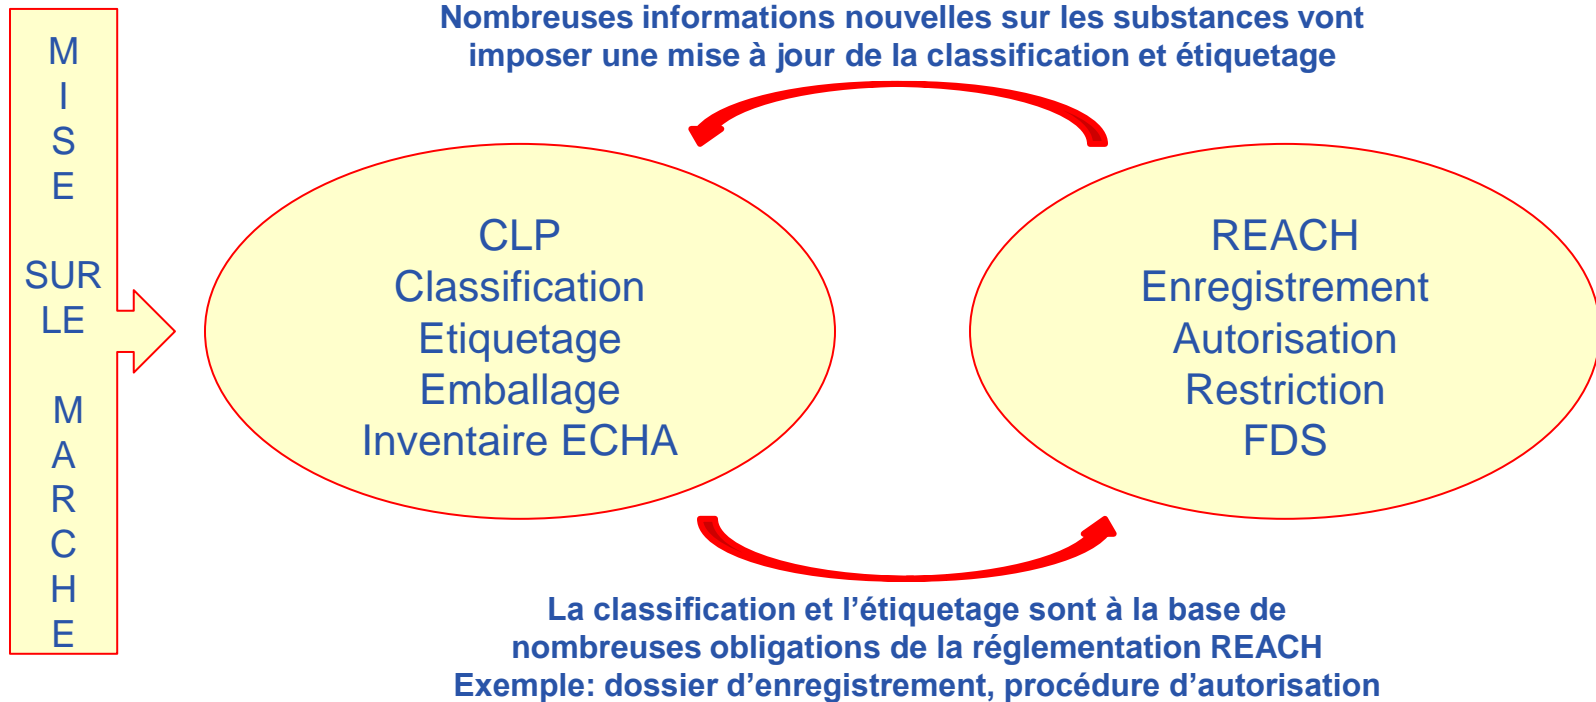 Nombreuses informations nouvelles sur les substances vont
imposer une mise à jour de la classification et étiquetage
M
I
S
E
SUR
LE
M
A
R
C
H
E
CLP
Classification
Etiquetage
Emballage
Inventaire ECHA
REACH
Enregistrement
Autorisation
Restriction
FDS
La classification et l’étiquetage sont à la base de
nombreuses obligations de la réglementation REACH
Exemple: dossier d’enregistrement, procédure d’autorisation